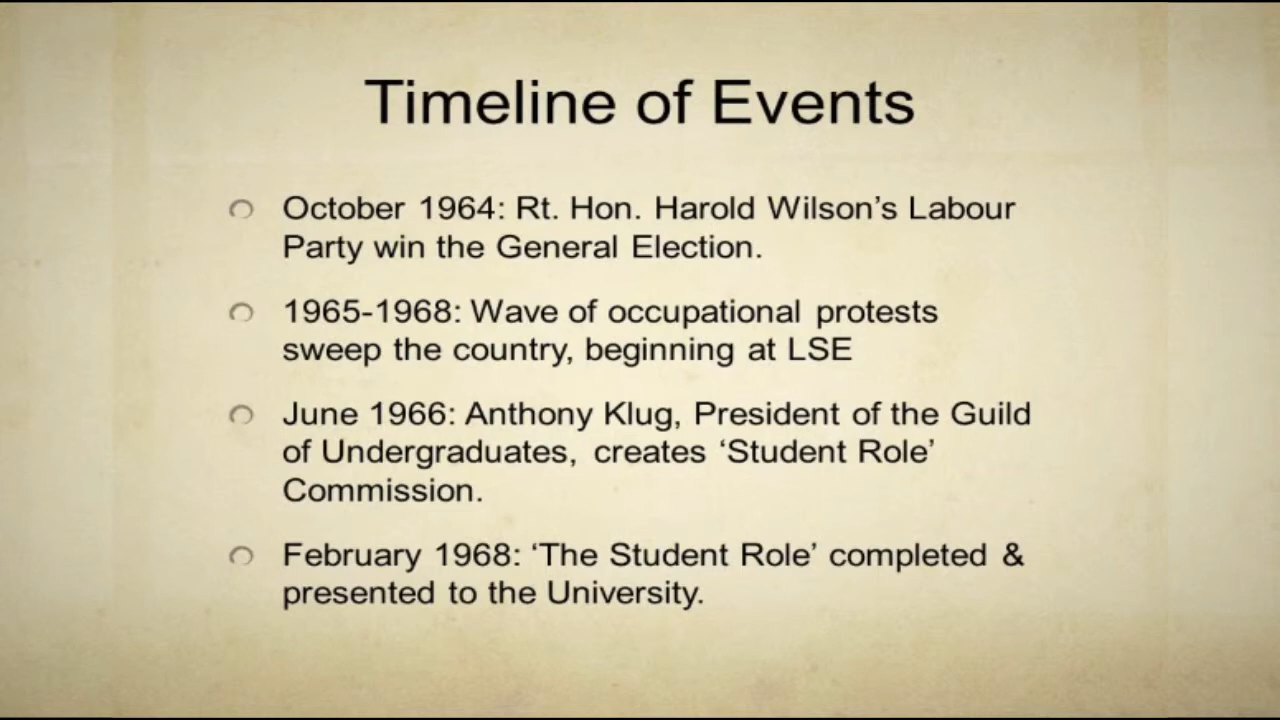 Timeline of Events
October 1964: Rt. Hon. Harold Wilson’s Labour
Party win the General Election.
1965-1968: Wave of occupational protests
sweep the country, beginning at LSE
June 1966: Anthony Klug, President of the Guild
of Undergraduates, creates ‘Student Role’
Commission.
February 1968: ‘The Student Role’ completed &
presented to the University.